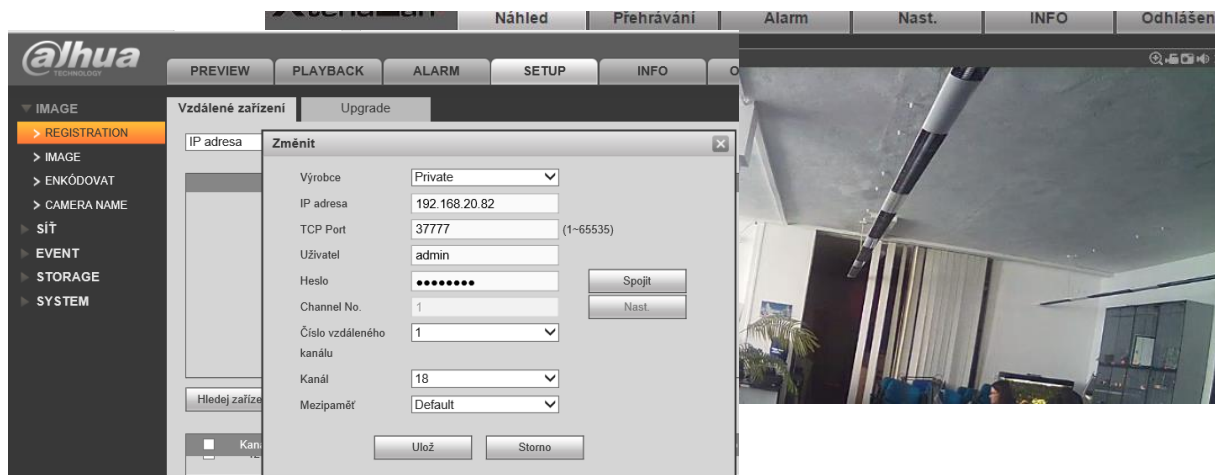 Náhled Přehrávání Alarm Nast. INFO Odhlášen
alhua
TECHNOLOGY
PREVIEW PLAYBACK ALARM SETUP INFO O
IMAGE
REGISTRATION
IMAGE
ENKÓDOVAT
CAMERA NAME
SÍŤ
EVENT
STORAGE
SYSTEM
Vzdálené zařízení Upgrade
IP adresa
Změnit
Výrobce Private
IP adresa 192.168.20.82
TCP Port 37777 (1~65535)
Uživatel admin
Heslo ●●●●●●●● Spojit
Channel No. 1 Nast.
Číslo vzdáleného 1
kanálu
Kanál 18
Mezipaměť Default
Hledej zaříze
Ulož Storno
Kaná